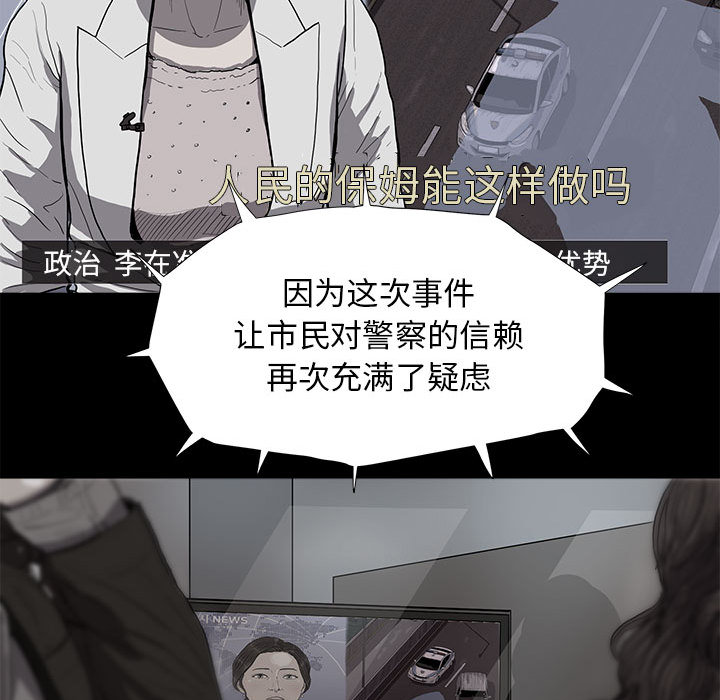 人民的保姆能这样做吗
政治 李在 优势
因为这次事件
让市民对警察的信赖
再次充满了疑虑
NEWS